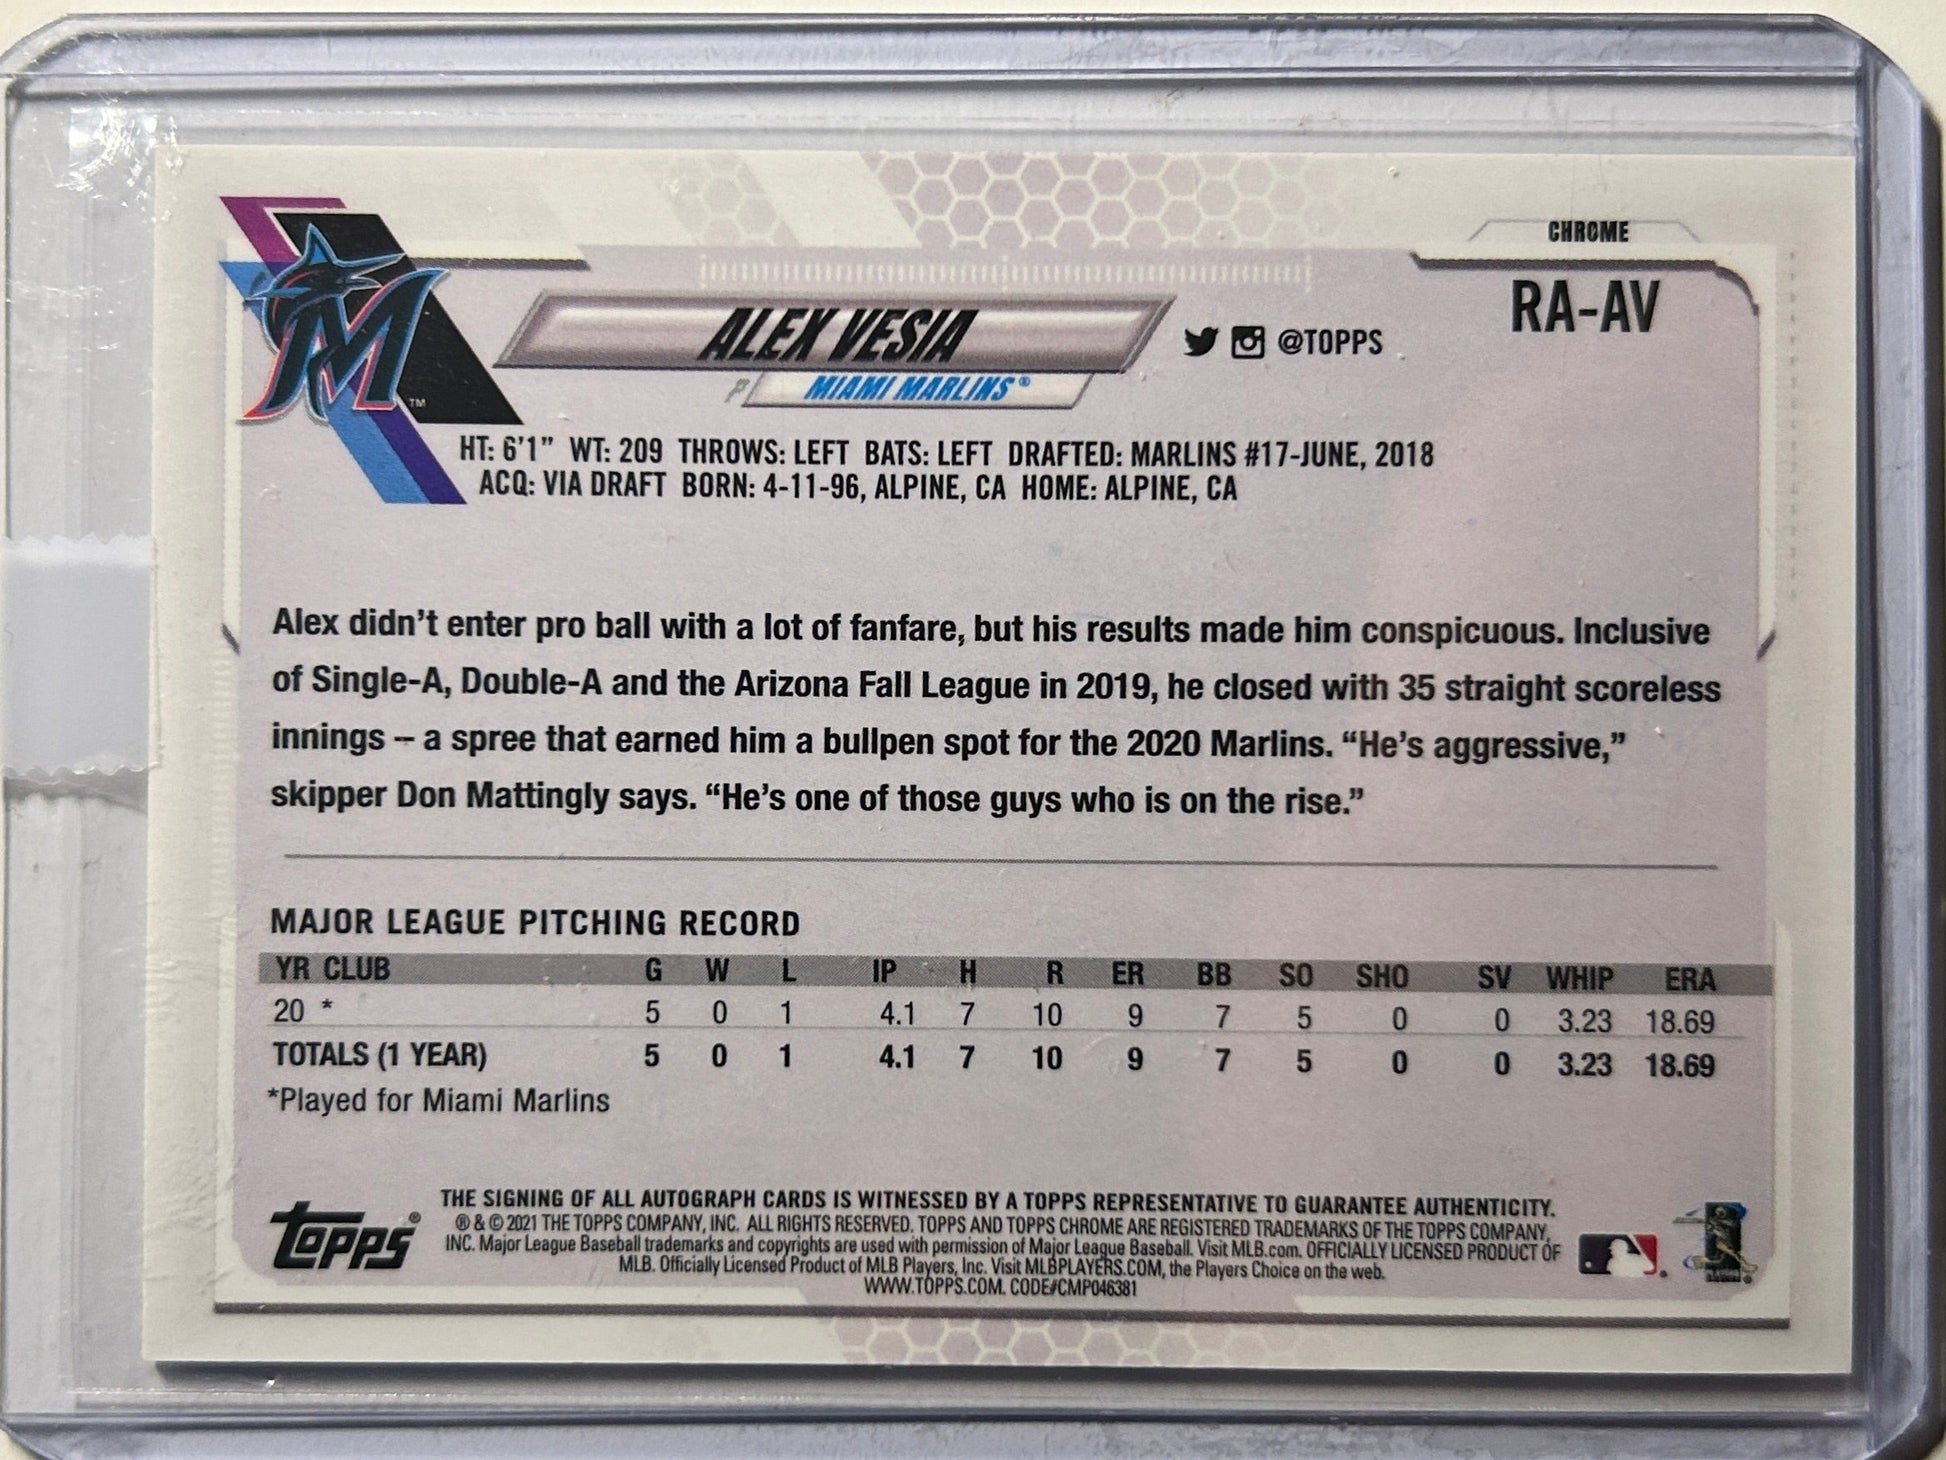 CHROME
RA-AV
ALEX VESIA
@TOPPS
P MIAMI MARLINS®
M ™
HT: 6'1" WT: 209 THROWS: LEFT BATS: LEFT DRAFTED: MARLINS #17-JUNE, 2018
ACQ: VIA DRAFT BORN: 4-11-96, ALPINE, CA HOME: ALPINE, CA
Alex didn't enter pro ball with a lot of fanfare, but his results made him conspicuous. Inclusive
of Single-A, Double-A and the Arizona Fall League in 2019, he closed with 35 straight scoreless
innings – a spree that earned him a bullpen spot for the 2020 Marlins. “He's aggressive,”
skipper Don Mattingly says. “He's one of those guys who is on the rise.”
MAJOR LEAGUE PITCHING RECORD
YR CLUB G W L IP H R ER BB SO SHO SV WHIP ERA
20 * 5 0 1 4.1 7 10 9 7 5 0 0 3.23 18.69
TOTALS (1 YEAR) 5 0 1 4.1 7 10 9 7 5 0 0 3.23 18.69
*Played for Miami Marlins
THE SIGNING OF ALL AUTOGRAPH CARDS IS WITNESSED BY A TOPPS REPRESENTATIVE TO GUARANTEE AUTHENTICITY.
® & © 2021 THE TOPPS COMPANY, INC. ALL RIGHTS RESERVED. TOPPS AND TOPPS CHROME ARE REGISTERED TRADEMARKS OF THE TOPPS COMPANY,
INC. Major League Baseball trademarks and copyrights are used with permission of Major League Baseball. Visit MLB.com. OFFICIALLY LICENSED PRODUCT OF
MLB. Officially Licensed Product of MLB Players, Inc. Visit MLBPLAYERS.COM, the Players Choice on the web.
WWW.TOPPS.COM. CODE#CMP046381
Topps®